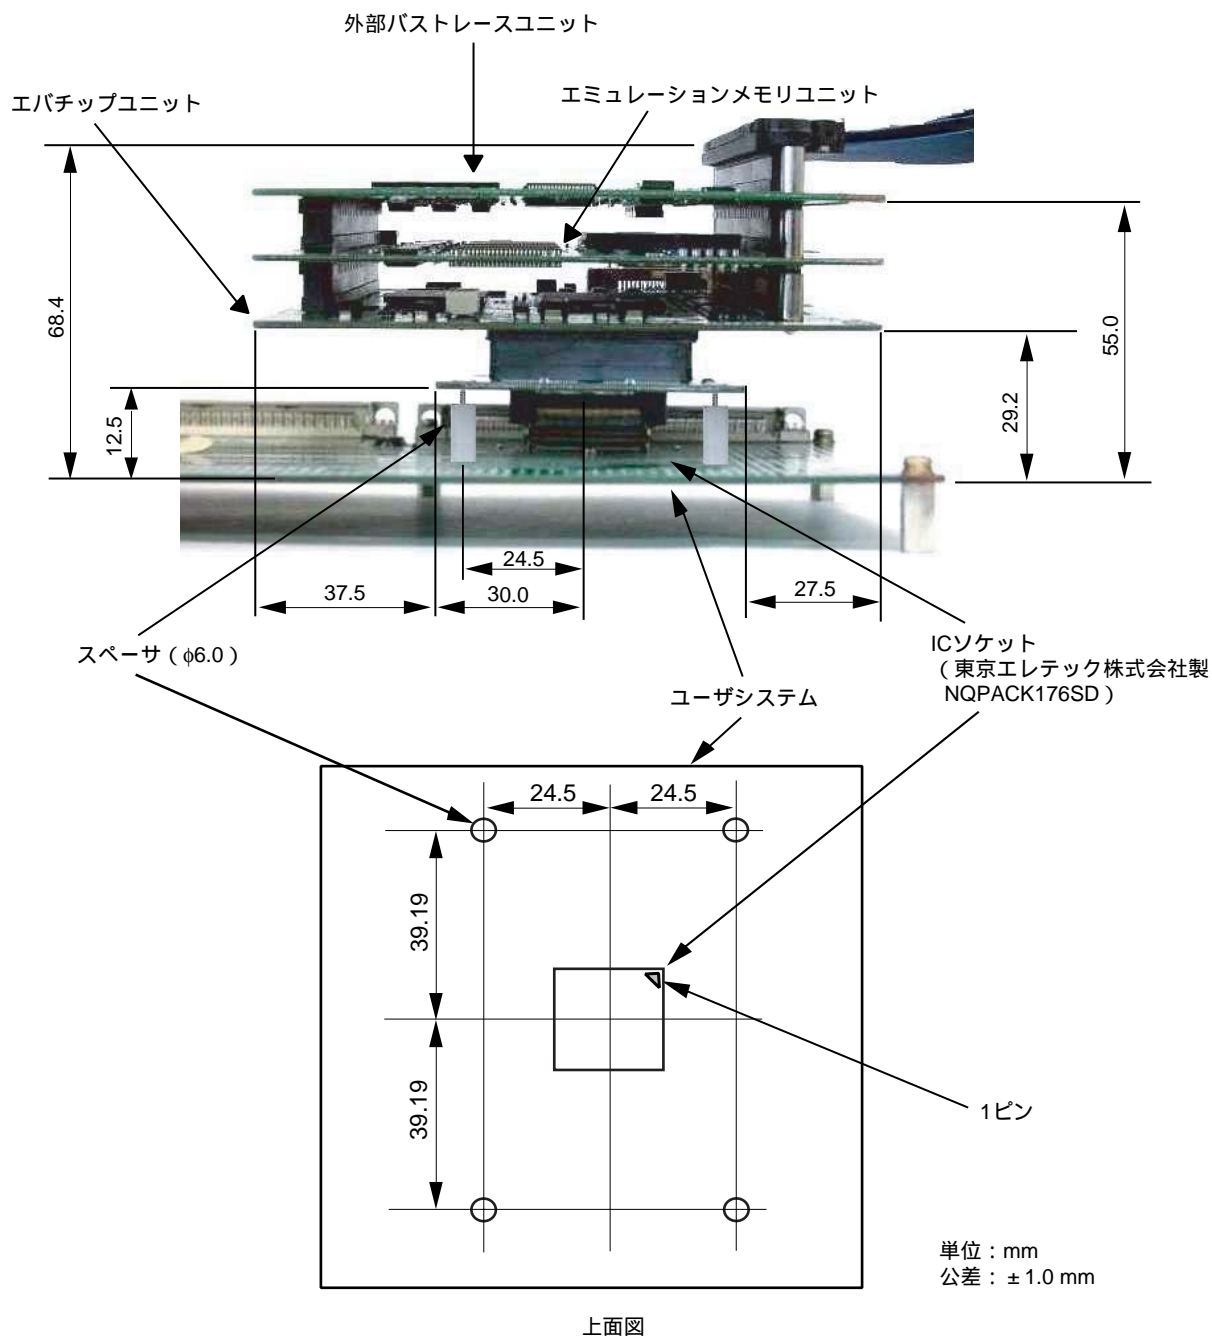 外部バストレースユニット
エバチップユニット
エミュレーションメモリユニット
68.4
12.5
55.0
29.2
24.5
37.5
30.0
27.5
スペーサ（φ6.0）
ICソケット
（東京エレテック株式会社製
NQPACK176SD）
ユーザシステム
24.5
24.5
39.19
39.19
1ピン
単位：mm
公差：±1.0 mm
上面図